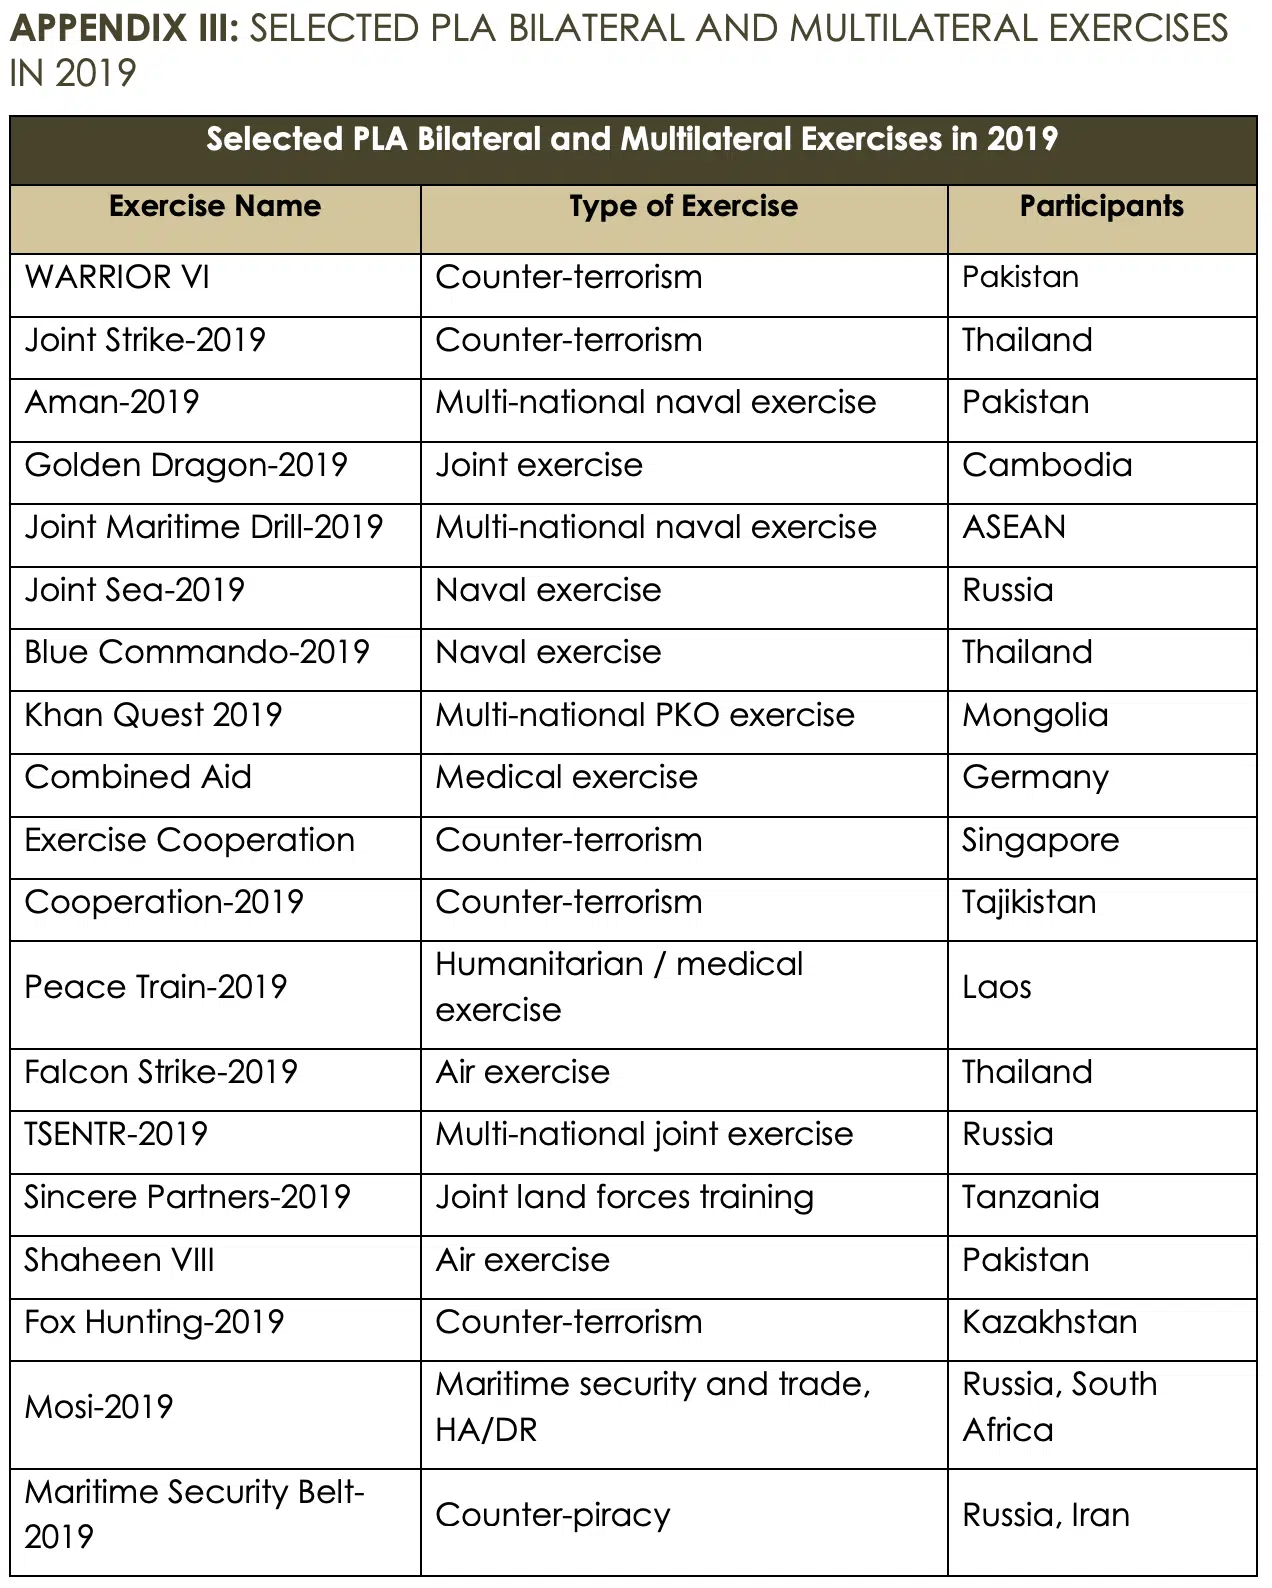 APPENDIX III: SELECTED PLA BILATERAL AND MULTILATERAL EXERCISES
IN 2019
Selected PLA Bilateral and Multilateral Exercises in 2019
Exercise Name Type of Exercise Participants
WARRIOR VI Counter-terrorism Pakistan
Joint Strike-2019 Counter-terrorism Thailand
Aman-2019 Multi-national naval exercise Pakistan
Golden Dragon-2019 Joint exercise Cambodia
Joint Maritime Drill-2019 Multi-national naval exercise ASEAN
Joint Sea-2019 Naval exercise Russia
Blue Commando-2019 Naval exercise Thailand
Khan Quest 2019 Multi-national PKO exercise Mongolia
Combined Aid Medical exercise Germany
Exercise Cooperation Counter-terrorism Singapore
Cooperation-2019 Counter-terrorism Tajikistan
Peace Train-2019 Humanitarian / medical
exercise Laos
Falcon Strike-2019 Air exercise Thailand
TSENTR-2019 Multi-national joint exercise Russia
Sincere Partners-2019 Joint land forces training Tanzania
Shaheen VIII Air exercise Pakistan
Fox Hunting-2019 Counter-terrorism Kazakhstan
Mosi-2019 Maritime security and trade,
HA/DR Russia, South
Africa
Maritime Security Belt-
2019 Counter-piracy Russia, Iran